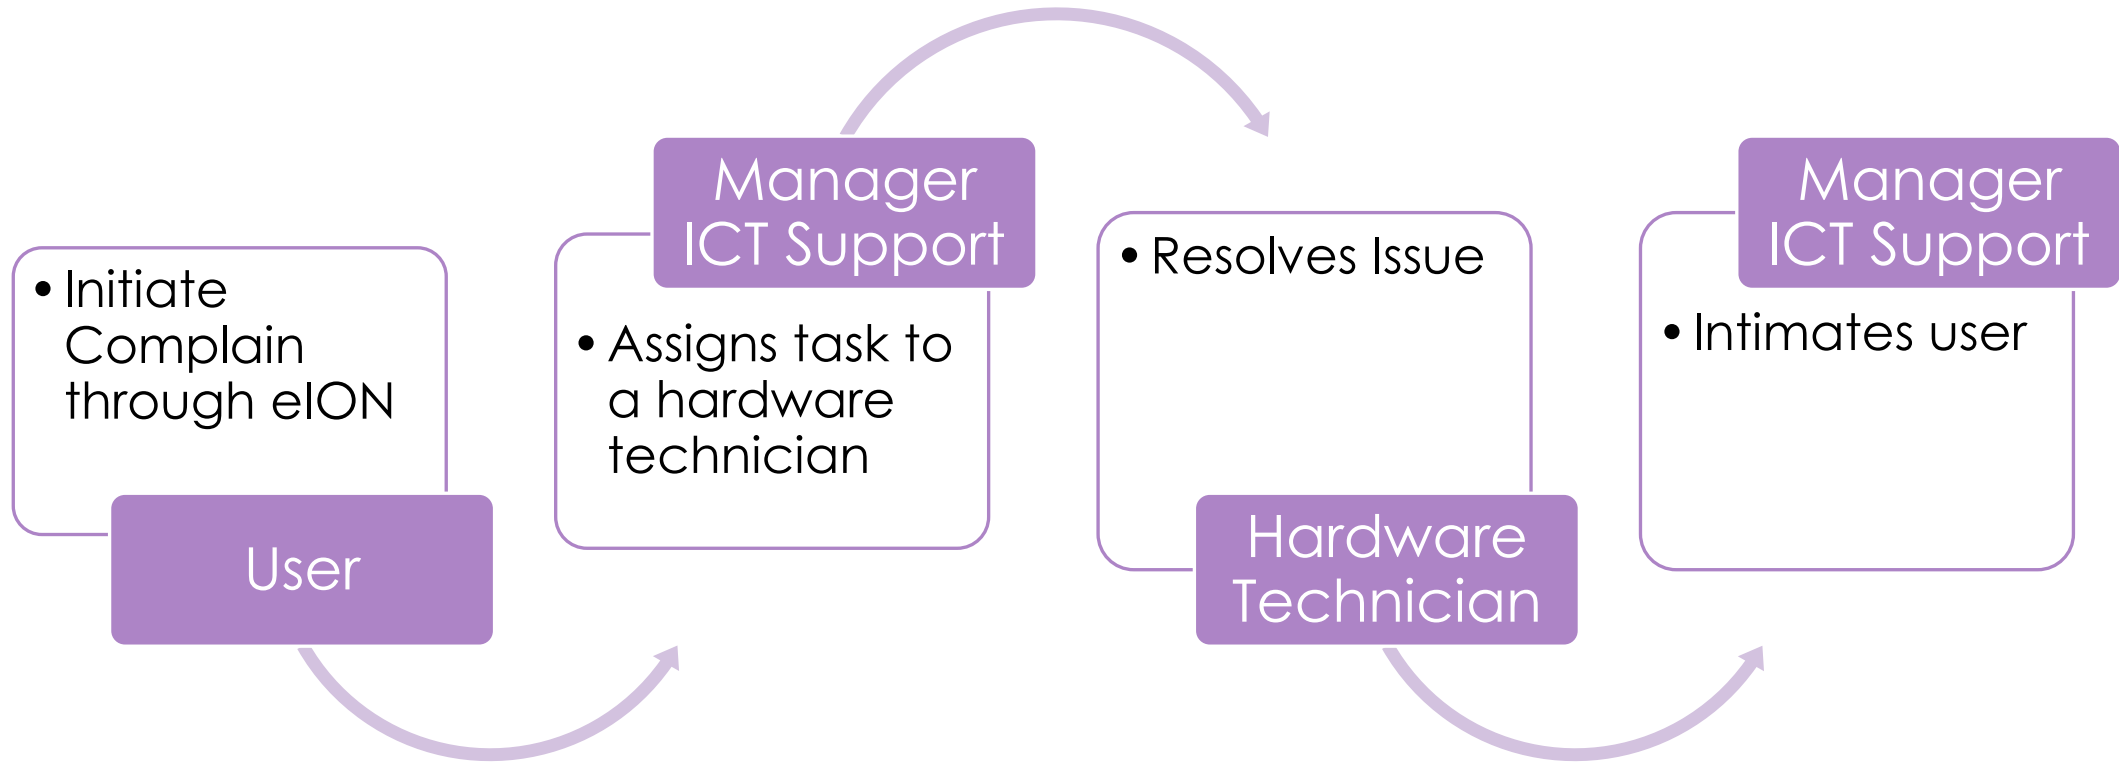 • Initiate
Complain
through eION
User
Manager
ICT Support
• Assigns task to
a hardware
technician
• Resolves Issue
Hardware
Technician
Manager
ICT Support
• Intimates user